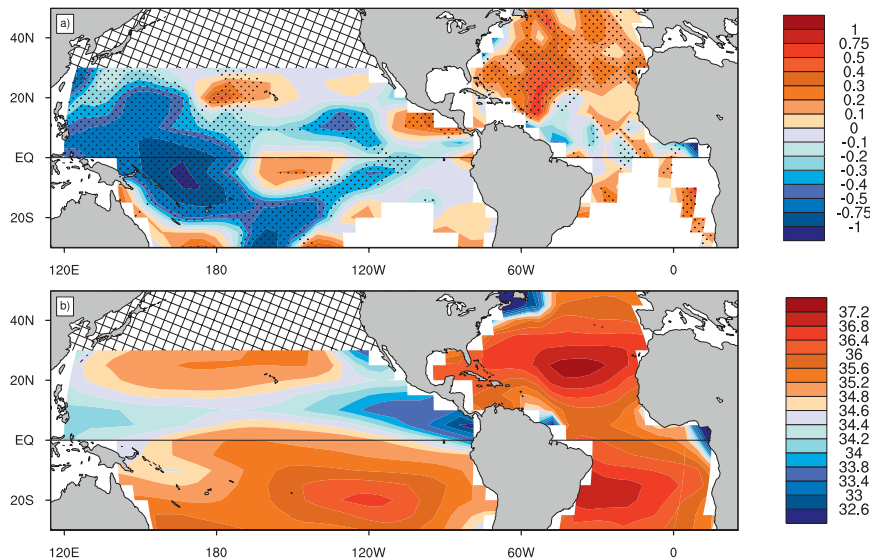 a)
40N
20N
EQ
20S
120E
180
120W
60W
0
1
0.75
0.5
0.4
0.3
0.2
0.1
0
-0.1
-0.2
-0.3
-0.4
-0.5
-0.75
-1
b)
40N
20N
EQ
20S
120E
180
120W
60W
0
37.2
36.8
36.4
36
35.6
35.2
34.8
34.6
34.4
34.2
34
33.8
33.4
33
32.6